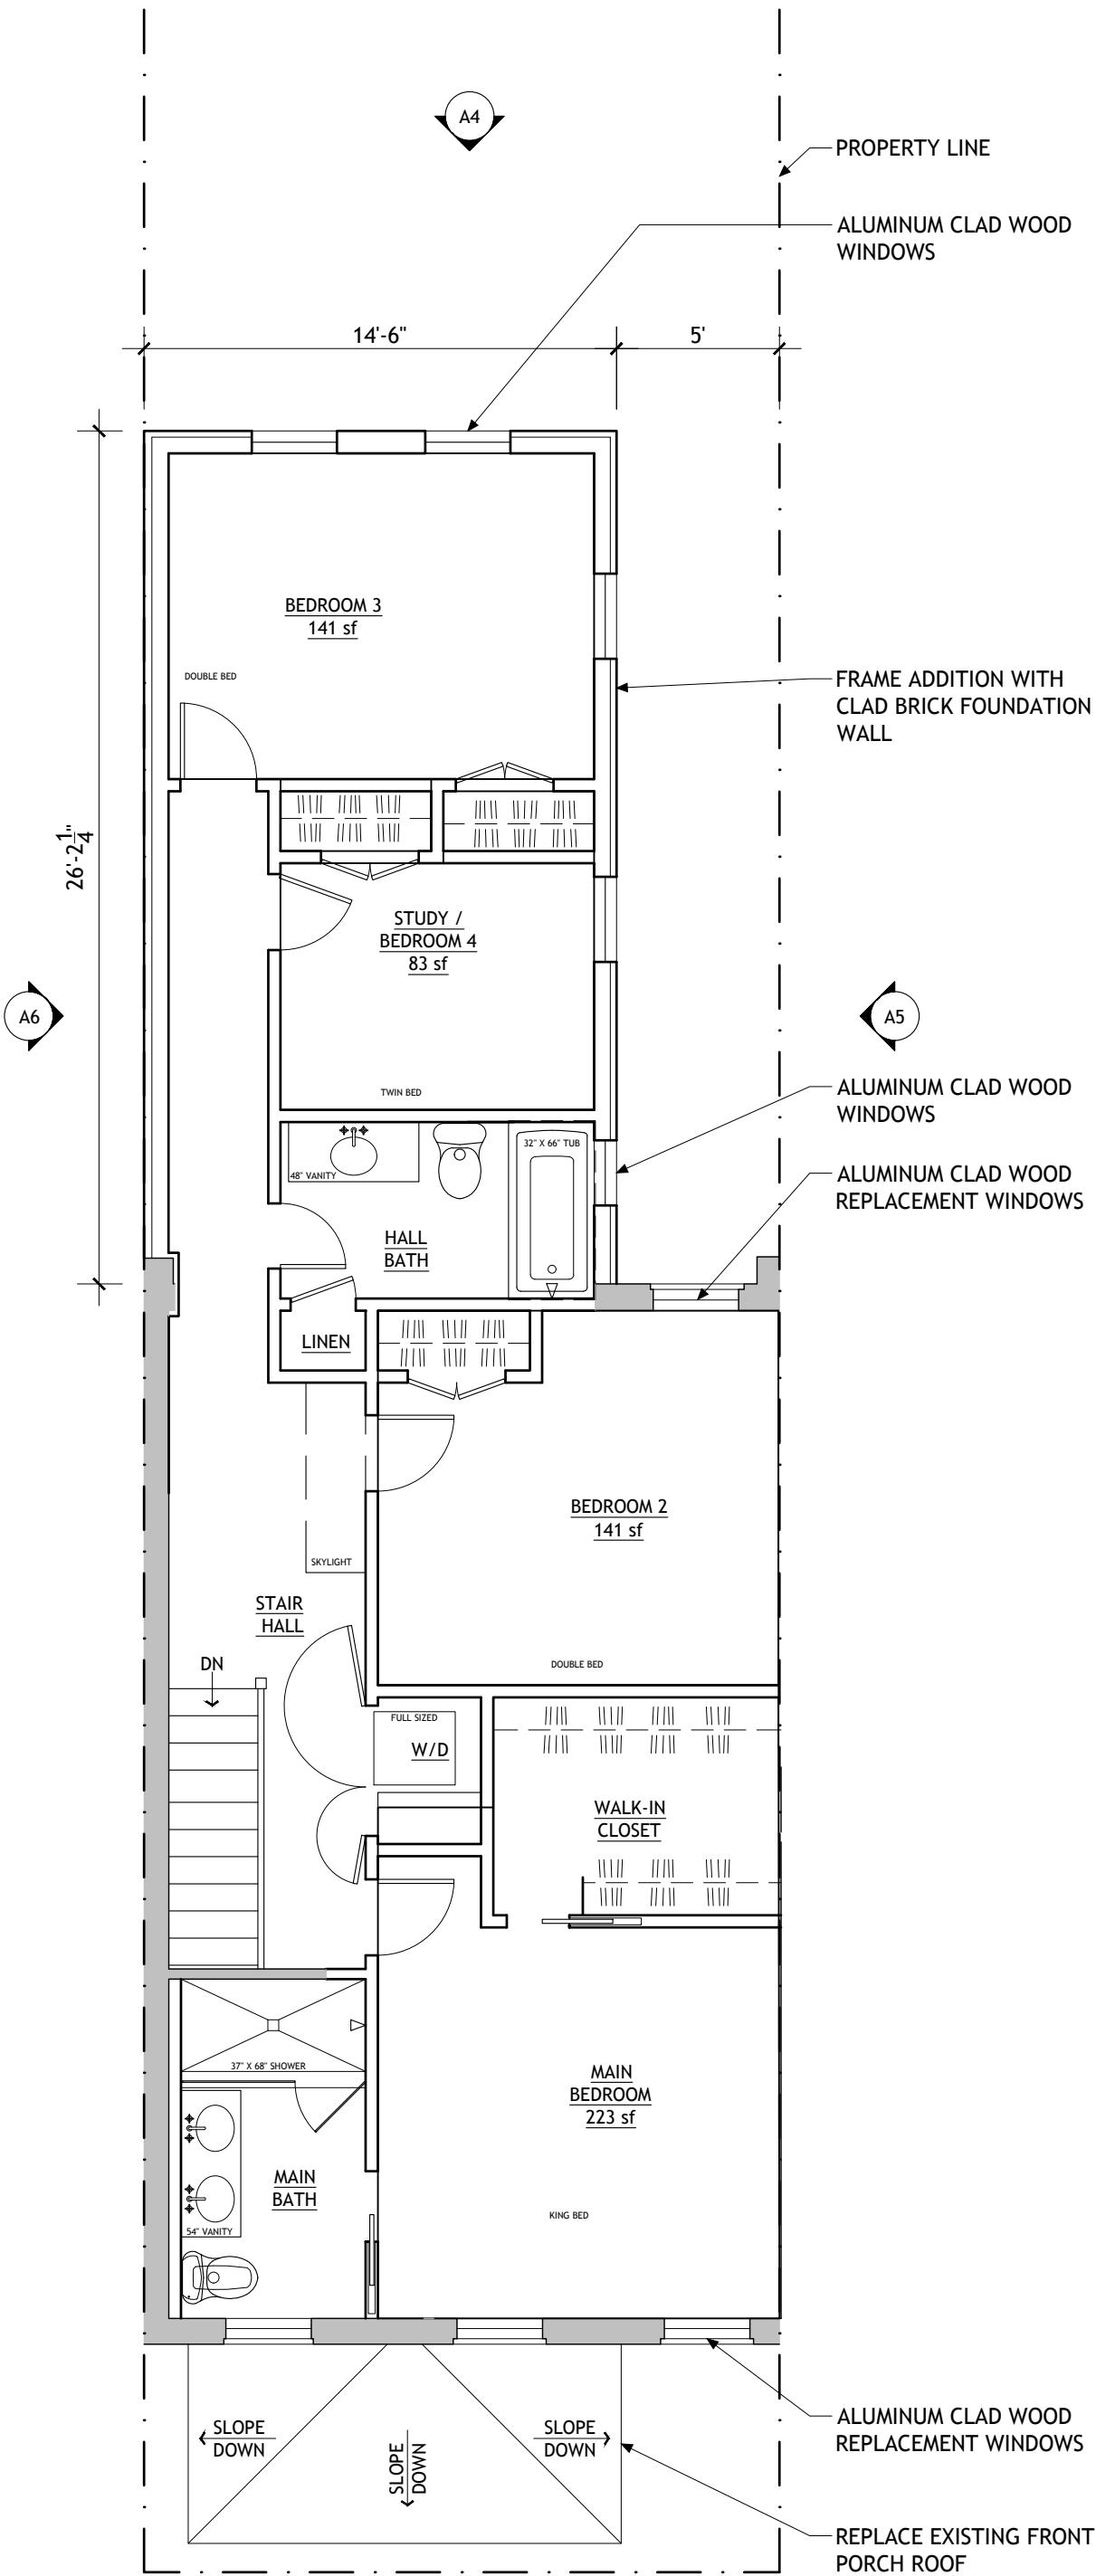 A4
PROPERTY LINE
ALUMINUM CLAD WOOD
WINDOWS
14'-6"
5'
BEDROOM 3
141 sf
DOUBLE BED
FRAME ADDITION WITH
CLAD BRICK FOUNDATION
WALL
26'-2 1/4"
STUDY /
BEDROOM 4
83 sf
A6
A5
TWIN BED
ALUMINUM CLAD WOOD
WINDOWS
32" X 66" TUB
48" VANITY
ALUMINUM CLAD WOOD
REPLACEMENT WINDOWS
HALL
BATH
LINEN
BEDROOM 2
141 sf
SKYLIGHT
STAIR
HALL
DN
DOUBLE BED
FULL SIZED
W/D
WALK-IN
CLOSET
37" X 68" SHOWER
MAIN
BEDROOM
223 sf
MAIN
BATH
54" VANITY
KING BED
SLOPE
DOWN
SLOPE
DOWN
SLOPE
DOWN
ALUMINUM CLAD WOOD
REPLACEMENT WINDOWS
REPLACE EXISTING FRONT
PORCH ROOF